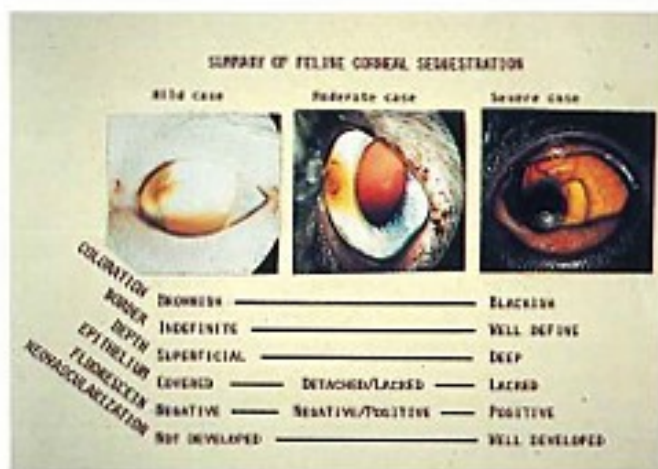 SUMMARY OF FELINE CORNEAL SEQUESTRATION
Mild case Moderate case Severe case
COLORATION BROWNISH BLACKISH
BORDER INDEFINITE WELL DEFINE
DEPTH SUPERFICIAL DEEP
EPITHELIUM COVERED DETACHED/LACKED LACKED
FLUORESCEIN NEGATIVE NEGATIVE/POSITIVE POSITIVE
NEOVASCULARIZATION NOT DEVELOPED WELL DEVELOPED